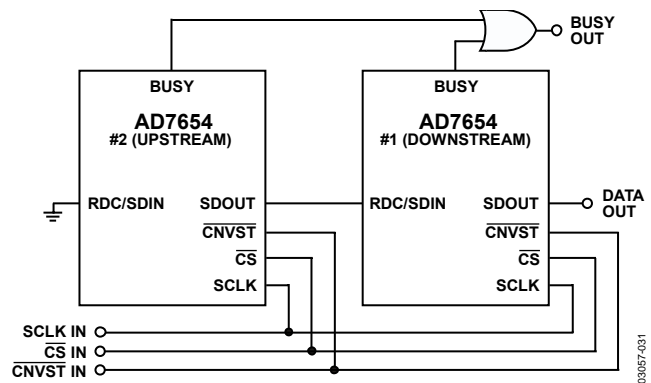 BUSY
OUT
BUSY
AD7654
#2 (UPSTREAM)
RDC/SDIN
SDOUT
CNVST
CS
SCLK
BUSY
AD7654
#1 (DOWNSTREAM)
RDC/SDIN
SDOUT
CNVST
CS
SCLK
DATA
OUT
SCLK IN
CS IN
CNVST IN
03057-031